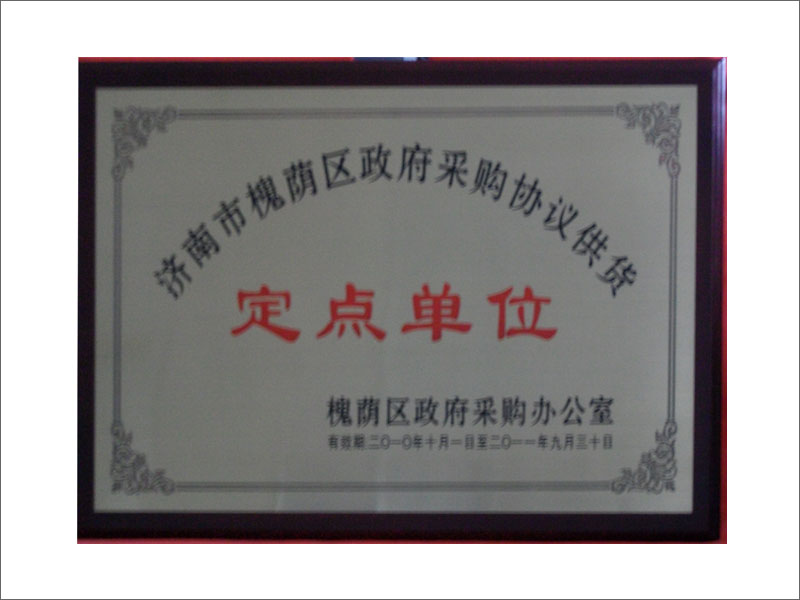 济南市槐荫区政府采购协议供货
定点单位
槐荫区政府采购办公室
有效期:二〇一〇年十月一日至二〇一一年九月三十日